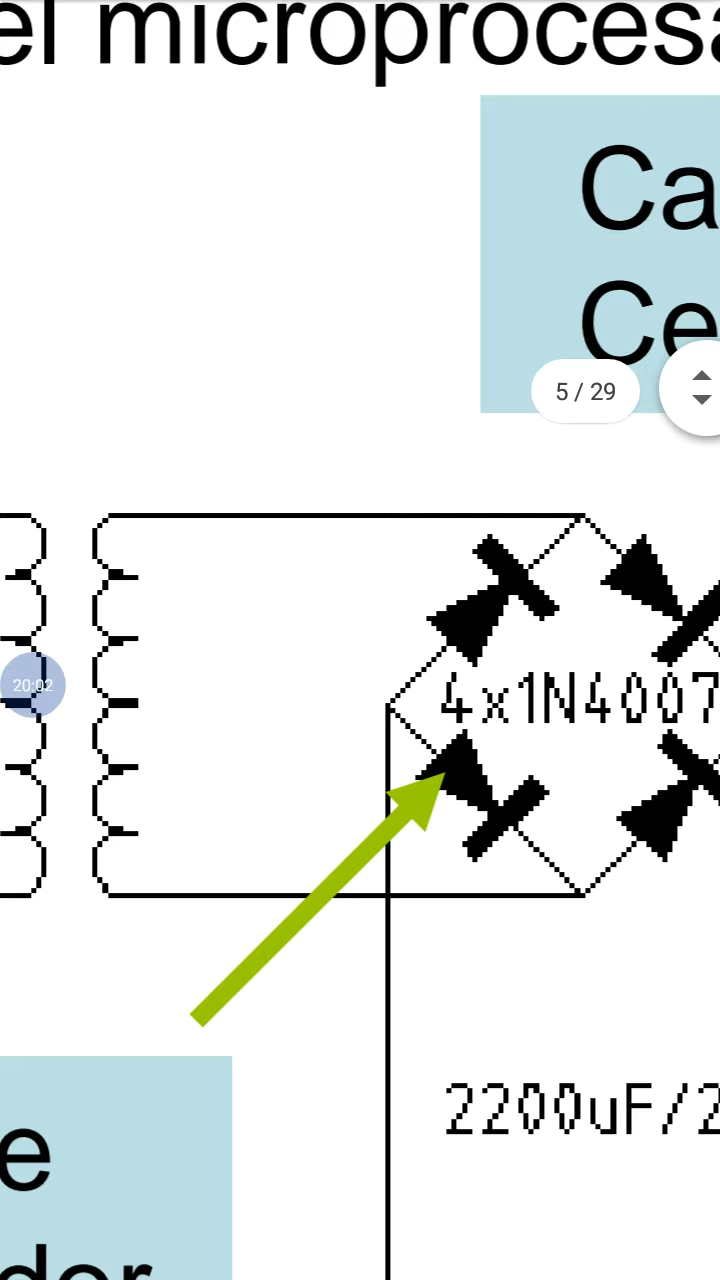 el microprocesa
Ca
Ce
5 / 29
20:02
4x1N4007
2200uF/2
e
dor